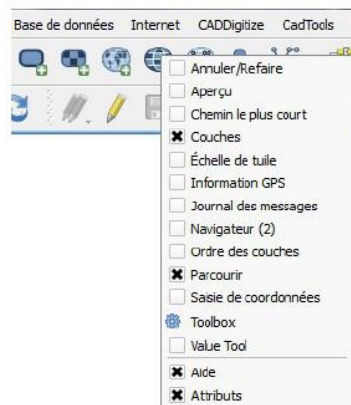 Base de données Internet CADDigitize CadTools
Annuler/Refaire
Aperçu
Chemin le plus court
Couches
Échelle de tuile
Information GPS
Journal des messages
Navigateur (2)
Ordre des couches
Parcourir
Saisie de coordonnées
Toolbox
Value Tool
Aide
Attributs